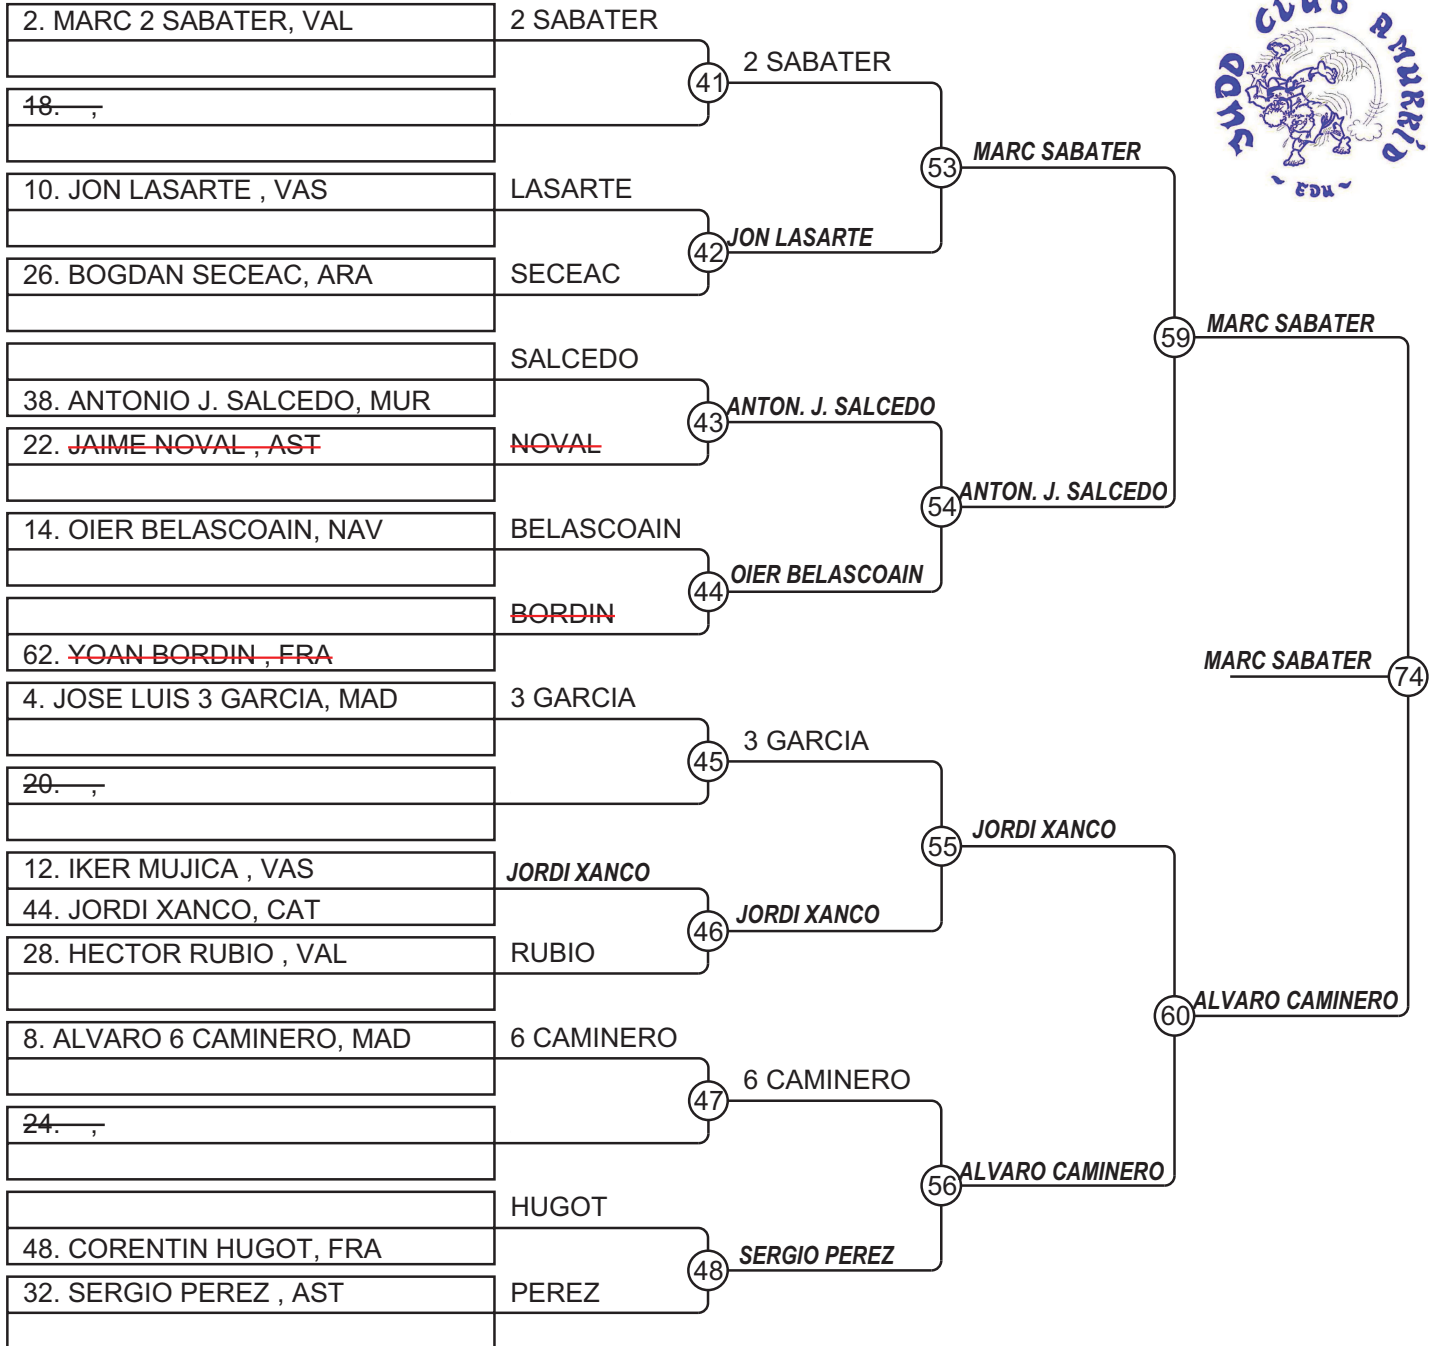 2. MARC 2 SABATER, VAL
2 SABATER
41
2 SABATER
18. ,
53
MARC SABATER
10. JON LASARTE , VAS
LASARTE
42
JON LASARTE
26. BOGDAN SECEAC, ARA
SECEAC
59
MARC SABATER
SALCEDO
38. ANTONIO J. SALCEDO, MUR
43
ANTON. J. SALCEDO
22. JAIME NOVAL , AST
NOVAL
54
ANTON. J. SALCEDO
14. OIER BELASCOAIN, NAV
BELASCOAIN
44
OIER BELASCOAIN
BORDIN
62. YOAN BORDIN , FRA
MARC SABATER
74
4. JOSE LUIS 3 GARCIA, MAD
3 GARCIA
45
3 GARCIA
20. ,
55
JORDI XANCO
12. IKER MUJICA , VAS
JORDI XANCO
44. JORDI XANCO, CAT
46
JORDI XANCO
28. HECTOR RUBIO , VAL
RUBIO
60
ALVARO CAMINERO
8. ALVARO 6 CAMINERO, MAD
6 CAMINERO
47
6 CAMINERO
24. ,
56
ALVARO CAMINERO
HUGOT
48. CORENTIN HUGOT, FRA
48
SERGIO PEREZ
32. SERGIO PEREZ , AST
PEREZ
JUDO CLUB AMURRIO
~ EDU ~